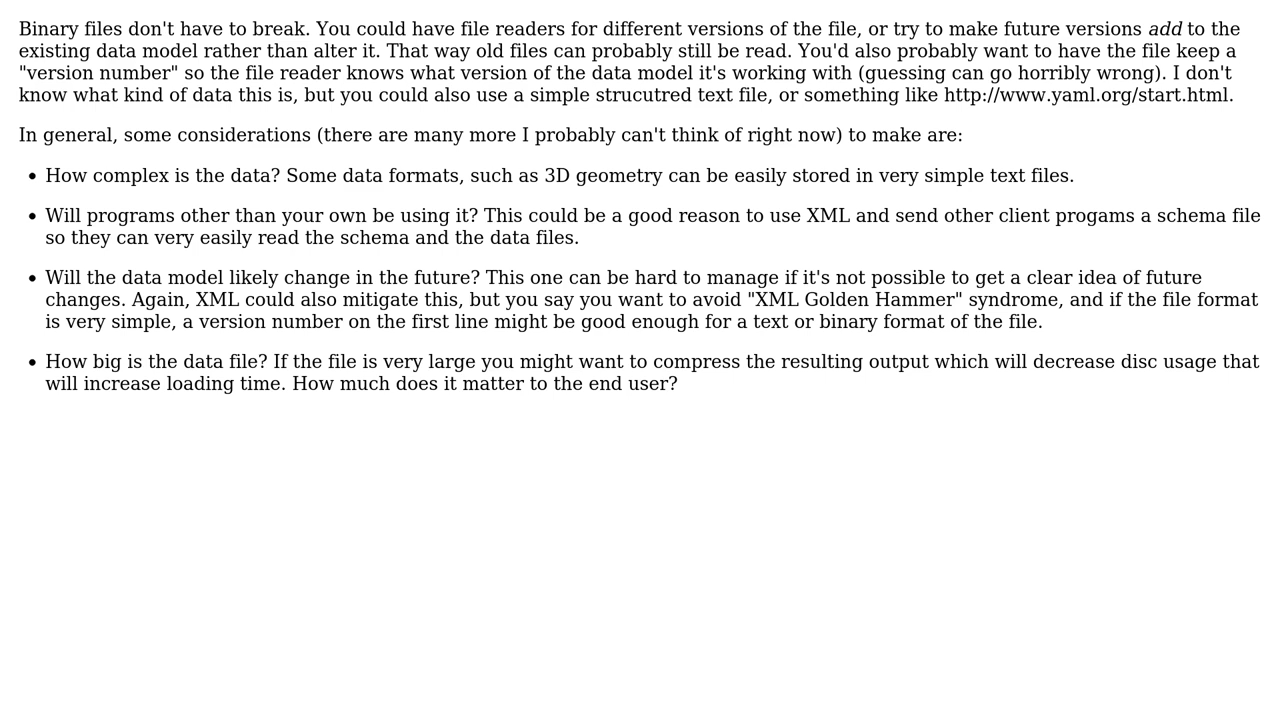 Binary files don't have to break. You could have file readers for different versions of the file, or try to make future versions add to the
existing data model rather than alter it. That way old files can probably still be read. You'd also probably want to have the file keep a
"version number" so the file reader knows what version of the data model it's working with (guessing can go horribly wrong). I don't
know what kind of data this is, but you could also use a simple strucutred text file, or something like http://www.yaml.org/start.html.
In general, some considerations (there are many more I probably can't think of right now) to make are:
• How complex is the data? Some data formats, such as 3D geometry can be easily stored in very simple text files.
• Will programs other than your own be using it? This could be a good reason to use XML and send other client progams a schema file
so they can very easily read the schema and the data files.
• Will the data model likely change in the future? This one can be hard to manage if it's not possible to get a clear idea of future
changes. Again, XML could also mitigate this, but you say you want to avoid "XML Golden Hammer" syndrome, and if the file format
is very simple, a version number on the first line might be good enough for a text or binary format of the file.
• How big is the data file? If the file is very large you might want to compress the resulting output which will decrease disc usage that
will increase loading time. How much does it matter to the end user?